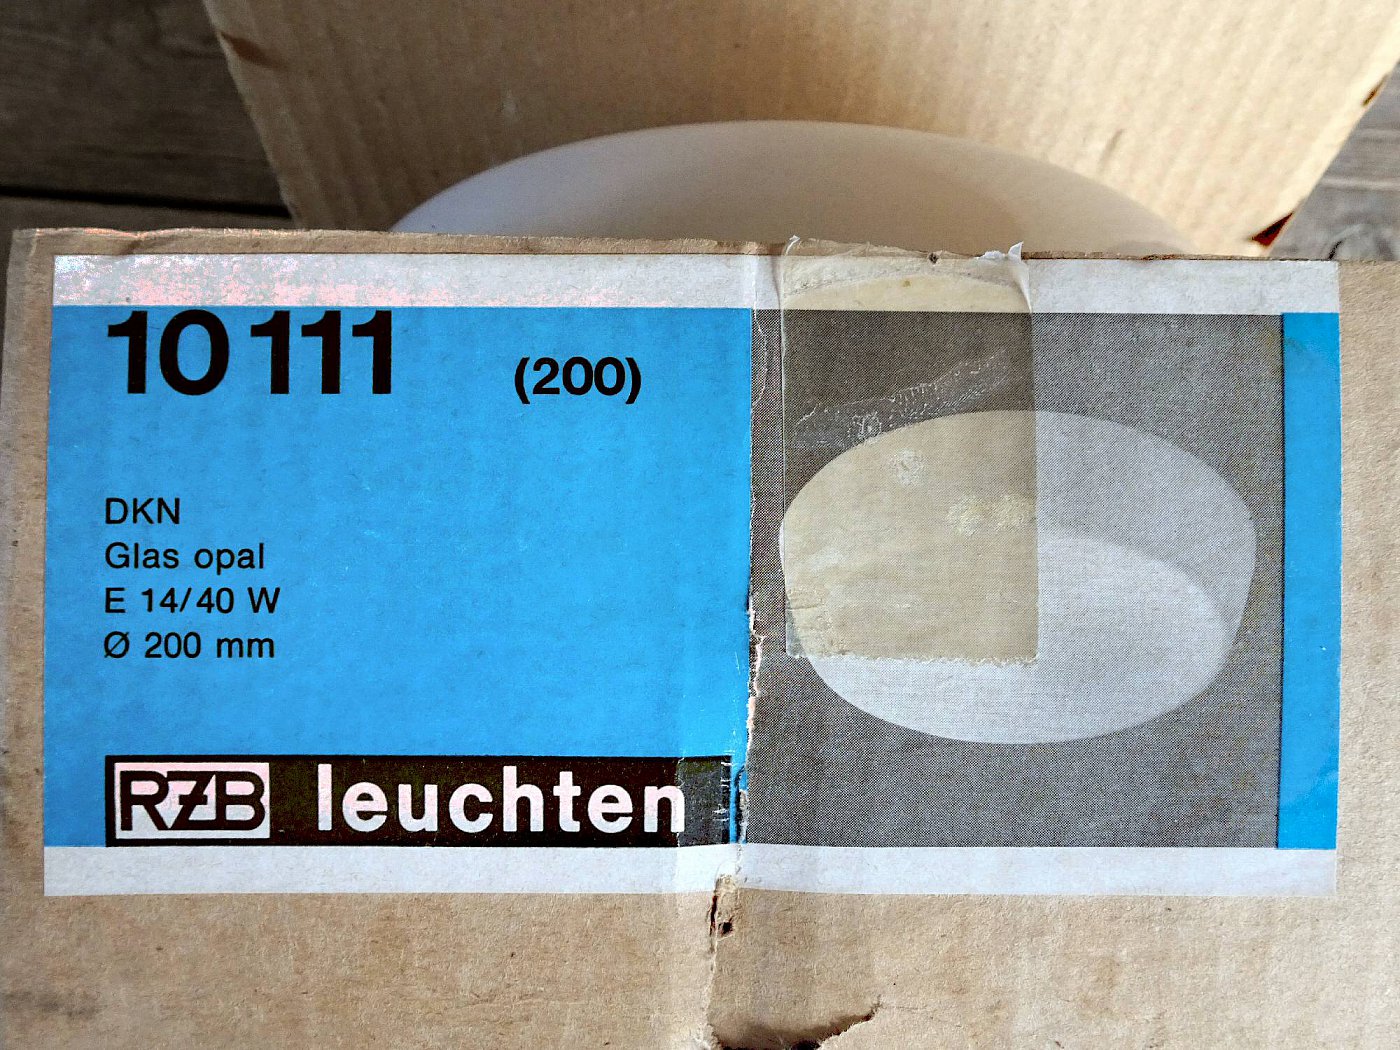 10 111 (200)
DKN
Glas opal
E 14/40 W
Ø 200 mm
RZB leuchten